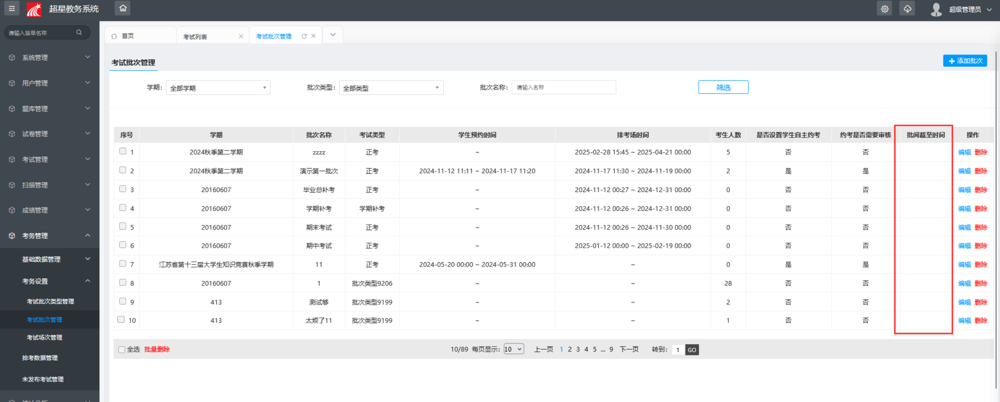 超星教务系统
超级管理员
请输入菜单名称
首页
考试列表
考试批次管理
系统管理
用户管理
题库管理
试卷管理
考试管理
扫描管理
成绩管理
考务管理
基础数据管理
考务设置
考试批次类型管理
考试批次管理
考试场次管理
排考数据管理
未发布考试管理
统计分析
考试批次管理
添加批次
学期： 全部学期 批次类型： 全部类型 批次名称： 请输入名称 筛选
序号 学期 批次名称 考试类型 学生预约时间 排考场时间 考生人数 是否设置学生自主约考 约考是否需要审核 批阅截至时间 操作
1 2024秋季第二学期 zzzz 正考 ~ 2025-02-28 15:45 ~ 2025-04-21 00:00 5 否 否 编辑 删除
2 2024秋季第二学期 演示第一批次 正考 2024-11-12 11:11 ~ 2024-11-17 11:20 2024-11-17 11:30 ~ 2024-11-19 00:00 2 是 是 编辑 删除
3 20160607 毕业总补考 正考 ~ 2024-11-12 00:27 ~ 2024-12-31 00:00 0 否 否 编辑 删除
4 20160607 学期补考 学期补考 ~ 2024-11-12 00:26 ~ 2024-12-31 00:00 0 否 否 编辑 删除
5 20160607 期末考试 正考 ~ 2024-11-12 00:26 ~ 2024-11-30 00:00 0 否 否 编辑 删除
6 20160607 期中考试 正考 ~ 2025-01-12 00:00 ~ 2025-02-19 00:00 0 否 否 编辑 删除
7 江苏省第十三届大学生知识竞赛秋季学期 11 正考 2024-05-20 00:00 ~ 2024-05-31 00:00 ~ 0 是 是 编辑 删除
8 20160607 1 批次类型9206 ~ ~ 28 否 否 编辑 删除
9 413 测试够 批次类型9199 ~ ~ 2 否 否 编辑 删除
10 413 太烦了11 批次类型9199 ~ ~ 1 否 否 编辑 删除
全选 批量删除 10/89 每页显示： 10 上一页 1 2 3 4 5 ... 9 下一页 转到： 1 GO